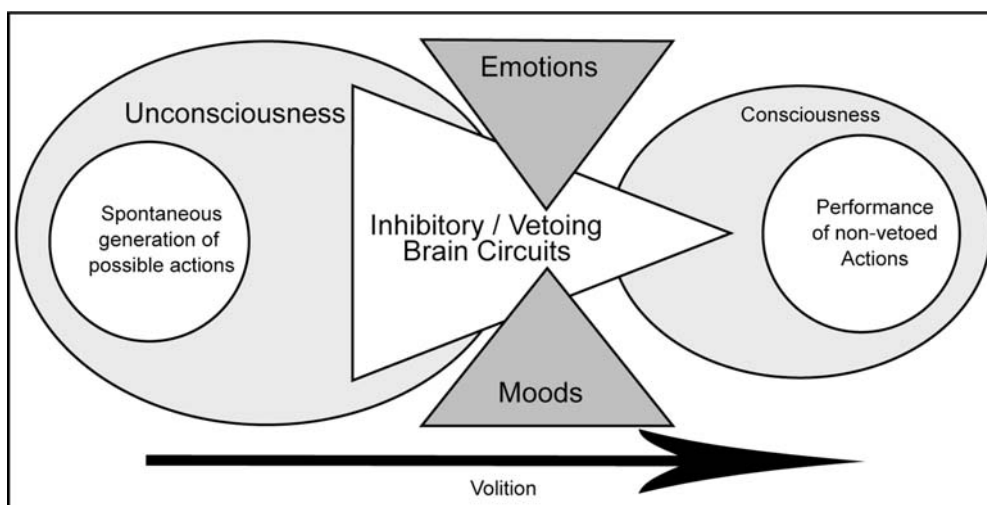 Emotions
Unconsciousness
Consciousness
Spontaneous
generation of
possible actions
Inhibitory / Vetoing
Brain Circuits
Performance
of non-vetoed
Actions
Moods
Volition